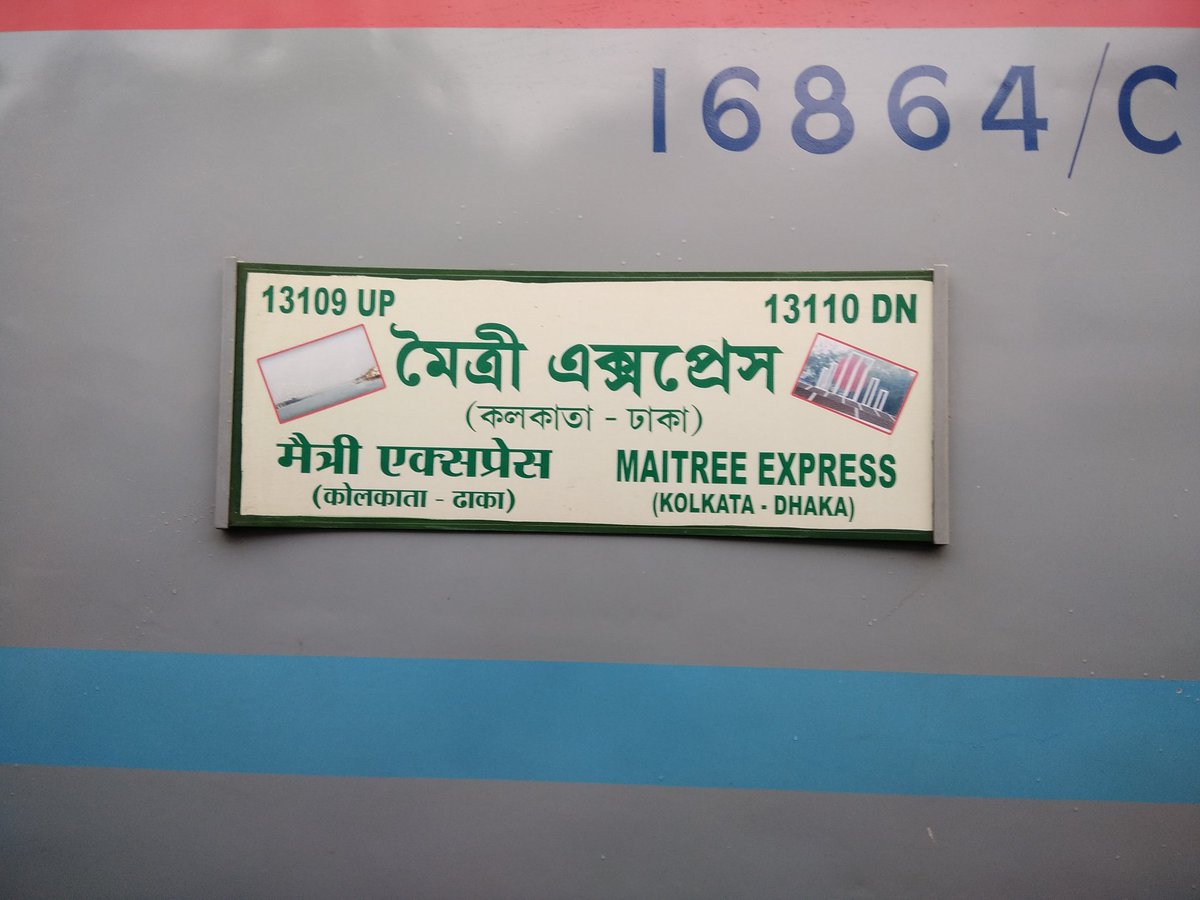 16864/C
13109 UP 13110 DN
মৈত্রী এক্সপ্রেস
(কলকাতা - ঢাকা)
मैत्री एक्सप्रेस
(कोलकाता - ढाका)
MAITREE EXPRESS
(KOLKATA - DHAKA)